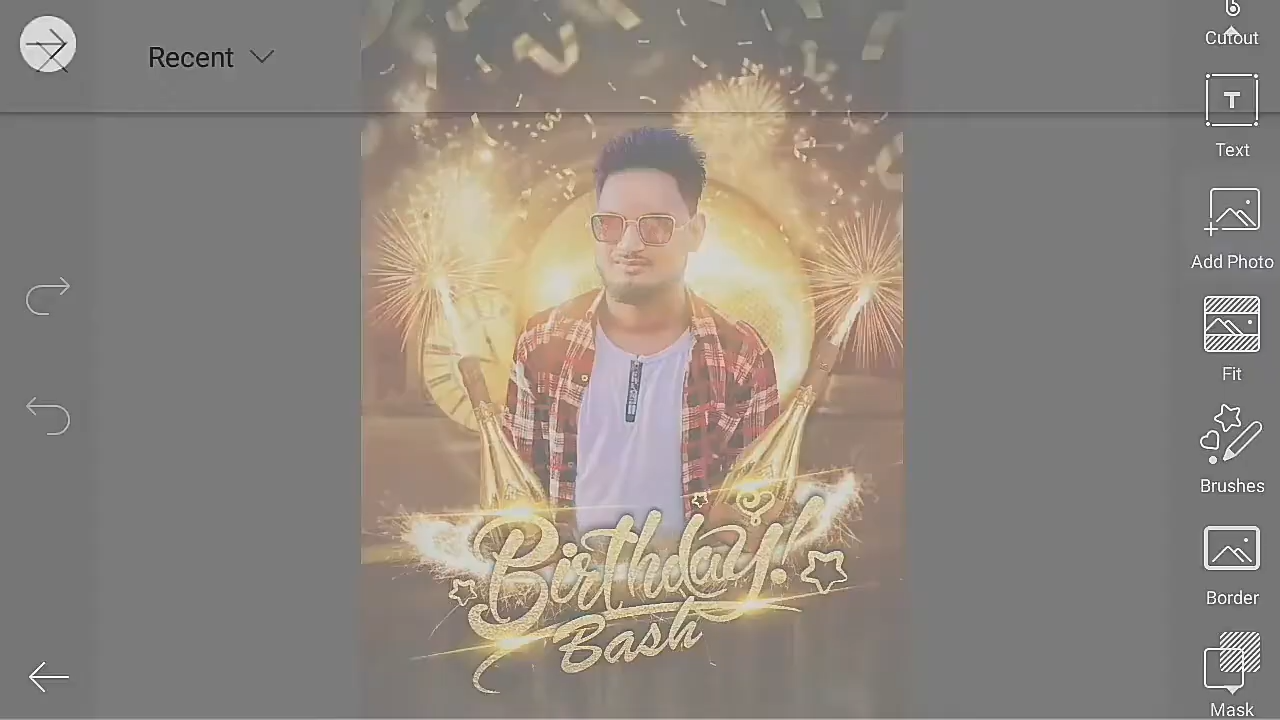 Recent
Cutout
T
Text
Add Photo
Fit
Brushes
Border
Mask
Birthday!
Bash